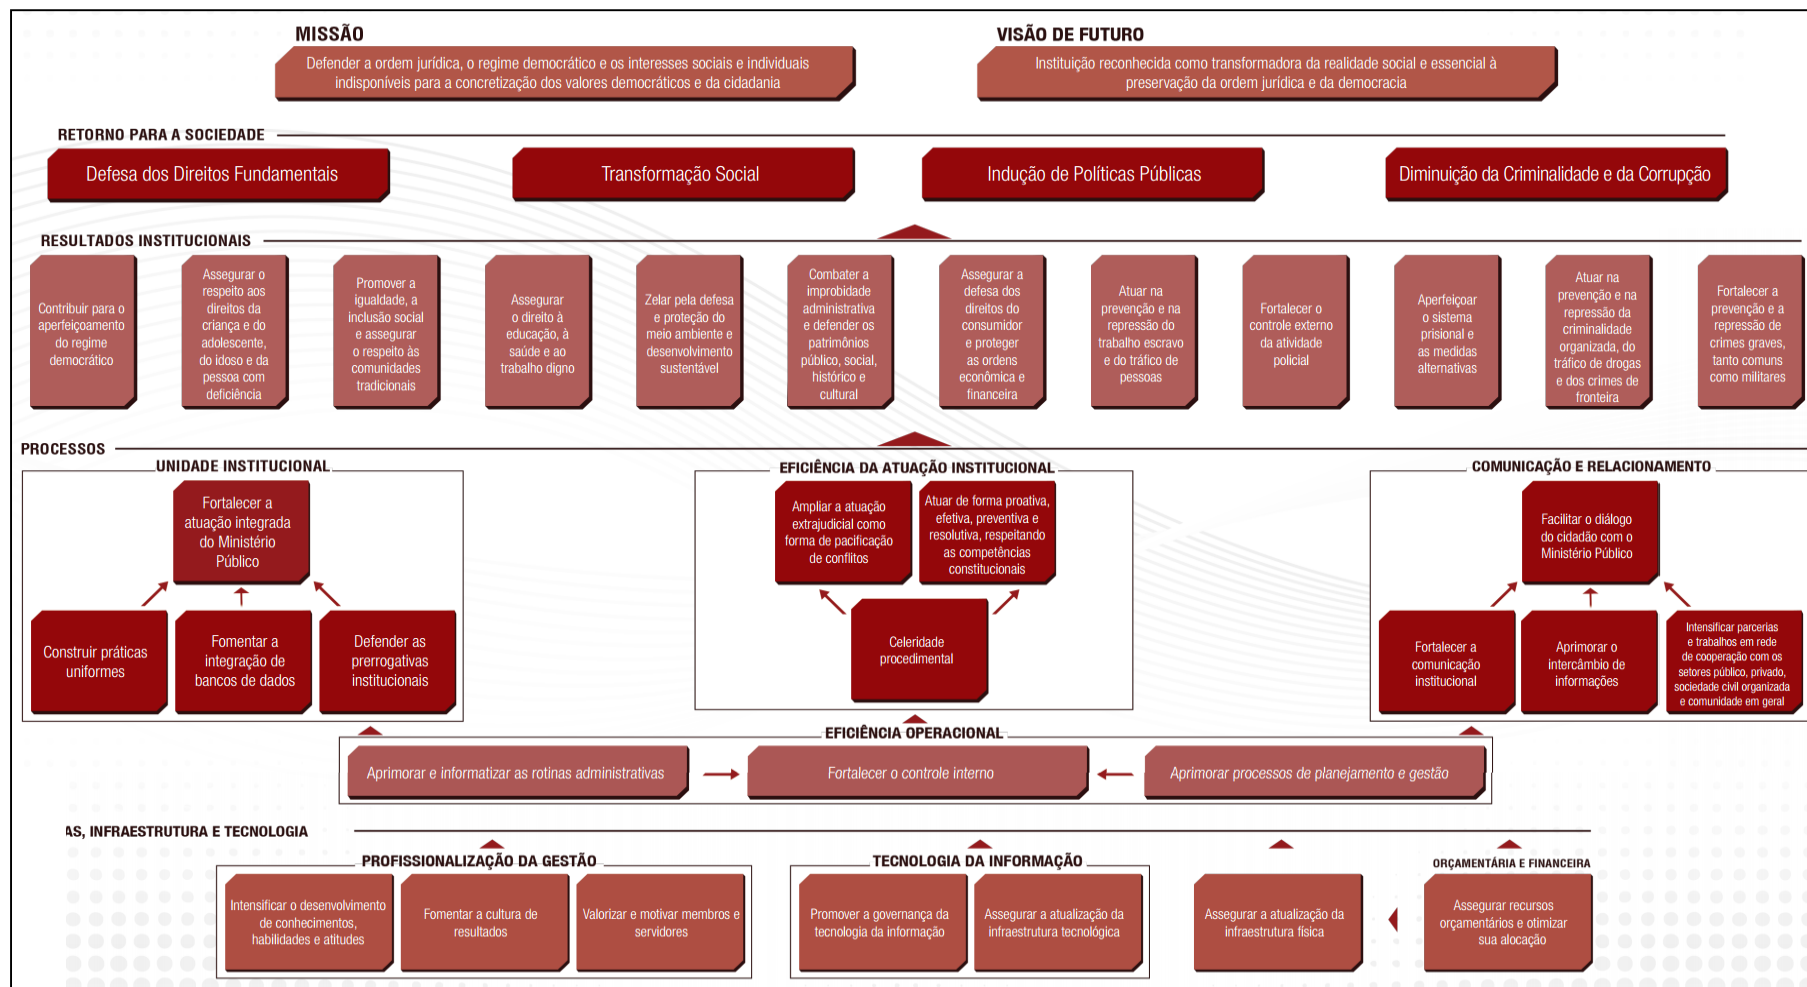 MISSÃO
Defender a ordem jurídica, o regime democrático e os interesses sociais e individuais
indisponíveis para a concretização dos valores democráticos e da cidadania
VISÃO DE FUTURO
Instituição reconhecida como transformadora da realidade social e essencial à
preservação da ordem jurídica e da democracia
RETORNO PARA A SOCIEDADE
Defesa dos Direitos Fundamentais
Transformação Social
Indução de Políticas Públicas
Diminuição da Criminalidade e da Corrupção
RESULTADOS INSTITUCIONAIS
Contribuir para o
aperfeiçoamento
do regime
democrático
Assegurar o
respeito aos
direitos da
criança e do
adolescente,
do idoso e da
pessoa com
deficiência
Promover a
igualdade, a
inclusão social
e assegurar
o respeito às
comunidades
tradicionais
Assegurar
o direito à
educação, à
saúde e ao
trabalho digno
Zelar pela defesa
e proteção do
meio ambiente e
desenvolvimento
sustentável
Combater a
improbidade
administrativa
e defender os
patrimônios
público, social,
histórico e
cultural
Assegurar a
defesa dos
direitos do
consumidor
e proteger
as ordens
econômica e
financeira
Atuar na
prevenção e na
repressão do
trabalho escravo
e do tráfico de
pessoas
Fortalecer o
controle externo
da atividade
policial
Aperfeiçoar
o sistema
prisional e
as medidas
alternativas
Atuar na
prevenção e na
repressão da
criminalidade
organizada, do
tráfico de drogas
e dos crimes de
fronteira
Fortalecer a
prevenção e a
repressão de
crimes graves,
tanto comuns
como militares
PROCESSOS
UNIDADE INSTITUCIONAL
Fortalecer a
atuação integrada
do Ministério
Público
Construir práticas
uniformes
Fomentar a
integração de
bancos de dados
Defender as
prerrogativas
institucionais
EFICIÊNCIA DA ATUAÇÃO INSTITUCIONAL
Ampliar a atuação
extrajudicial como
forma de pacificação
de conflitos
Atuar de forma proativa,
efetiva, preventiva e
resolutiva, respeitando
as competências
constitucionais
Celeridade
procedimental
COMUNICAÇÃO E RELACIONAMENTO
Facilitar o diálogo
do cidadão com o
Ministério Público
Fortalecer a
comunicação
institucional
Aprimorar o
intercâmbio de
informações
Intensificar parcerias
e trabalhos em rede
de cooperação com os
setores público, privado,
sociedade civil organizada
e comunidade em geral
EFICIÊNCIA OPERACIONAL
Aprimorar e informatizar as rotinas administrativas
Fortalecer o controle interno
Aprimorar processos de planejamento e gestão
AS, INFRAESTRUTURA E TECNOLOGIA
PROFISSIONALIZAÇÃO DA GESTÃO
Intensificar o desenvolvimento
de conhecimentos,
habilidades e atitudes
Fomentar a cultura de
resultados
Valorizar e motivar membros e
servidores
TECNOLOGIA DA INFORMAÇÃO
Promover a governança da
tecnologia da informação
Assegurar a atualização da
infraestrutura tecnológica
Assegurar a atualização da
infraestrutura física
ORÇAMENTÁRIA E FINANCEIRA
Assegurar recursos
orçamentários e otimizar
sua alocação